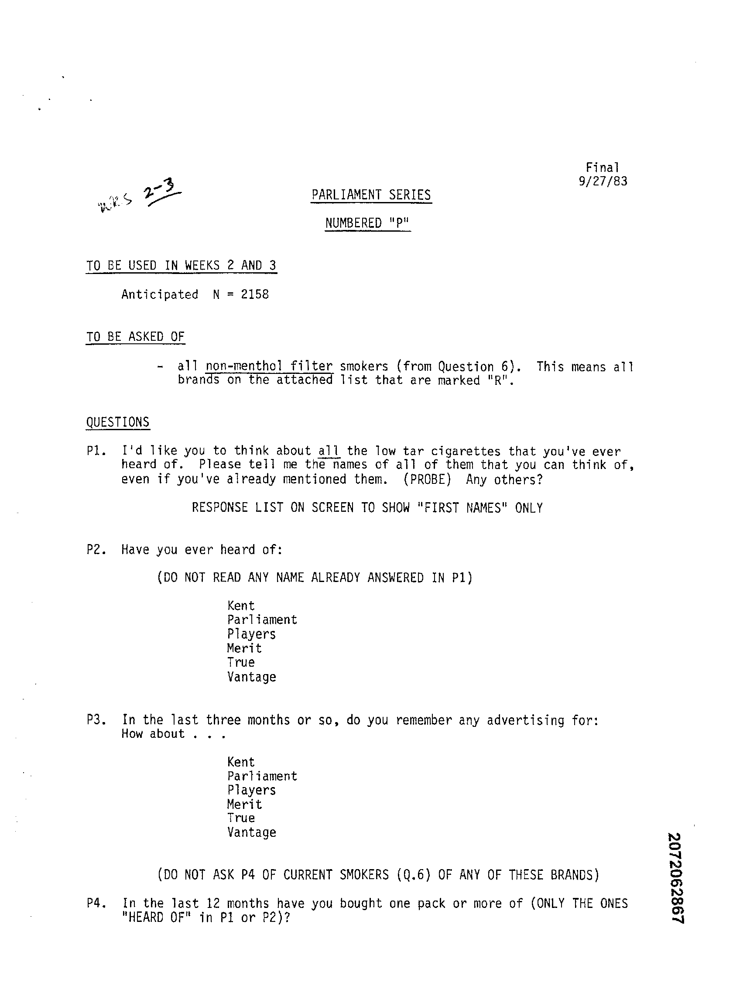 Final
9/27/83
WKS 2-3
PARLIAMENT SERIES
NUMBERED "P"
TO BE USED IN WEEKS 2 AND 3
Anticipated N = 2158
TO BE ASKED OF
- all non-menthol filter smokers (from Question 6). This means all
brands on the attached list that are marked "R".
QUESTIONS
P1. I'd like you to think about all the low tar cigarettes that you've ever
heard of. Please tell me the names of all of them that you can think of,
even if you've already mentioned them. (PROBE) Any others?
RESPONSE LIST ON SCREEN TO SHOW "FIRST NAMES" ONLY
P2. Have you ever heard of:
(DO NOT READ ANY NAME ALREADY ANSWERED IN P1)
Kent
Parliament
Players
Merit
True
Vantage
P3. In the last three months or so, do you remember any advertising for:
How about . . .
Kent
Parliament
Players
Merit
True
Vantage
(DO NOT ASK P4 OF CURRENT SMOKERS (Q.6) OF ANY OF THESE BRANDS)
P4. In the last 12 months have you bought one pack or more of (ONLY THE ONES
"HEARD OF" in P1 or P2)?
2072062867